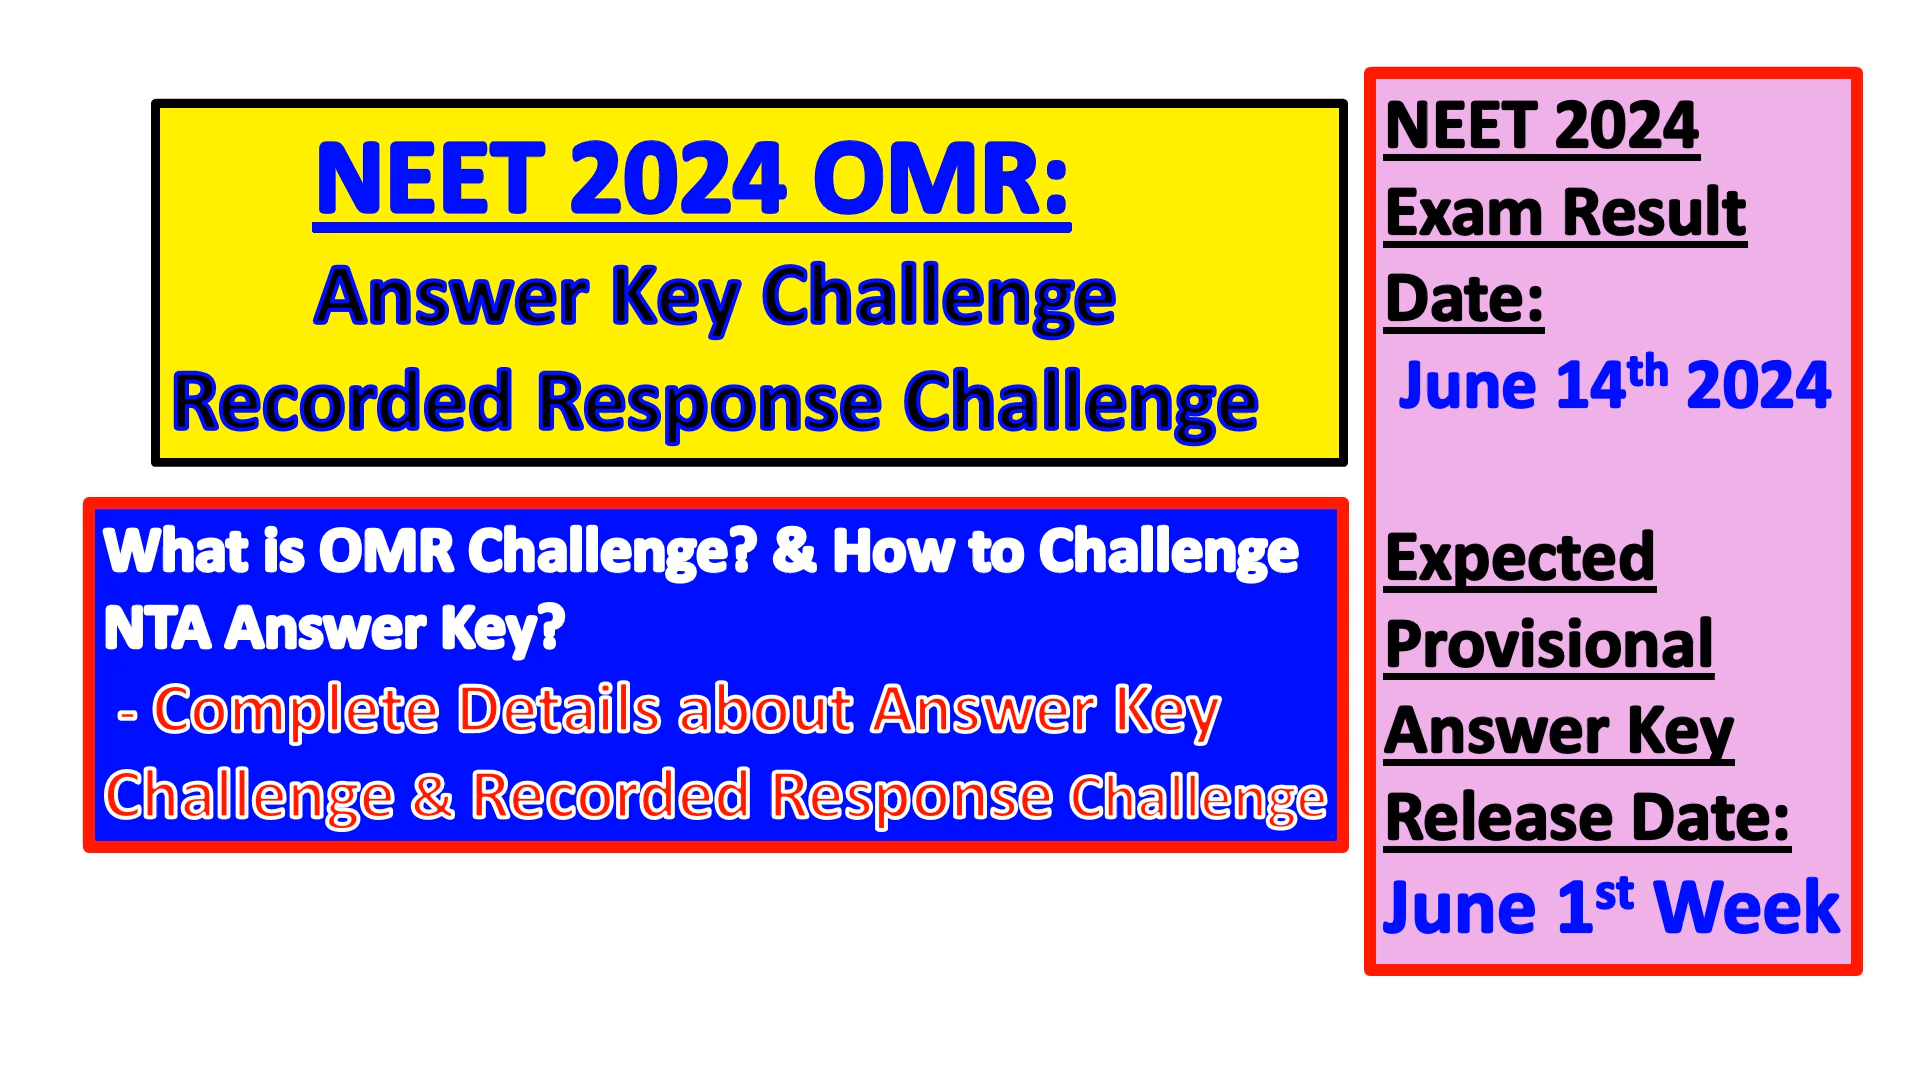 NEET 2024 OMR:
Answer Key Challenge
Recorded Response Challenge
What is OMR Challenge? & How to Challenge
NTA Answer Key?
- Complete Details about Answer Key
Challenge & Recorded Response Challenge
NEET 2024
Exam Result
Date:
June 14th 2024
Expected
Provisional
Answer Key
Release Date:
June 1st Week